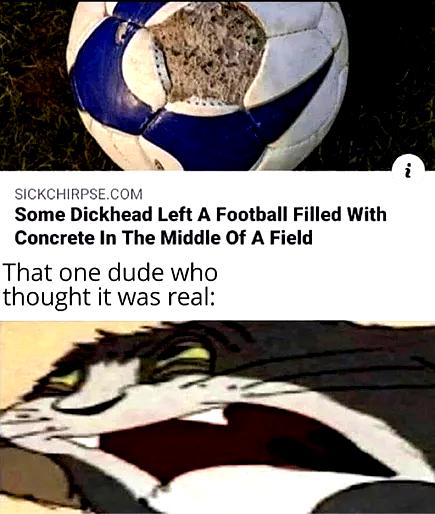 i
SICKCHIRPSE.COM
Some Dickhead Left A Football Filled With
Concrete In The Middle Of A Field
That one dude who
thought it was real: